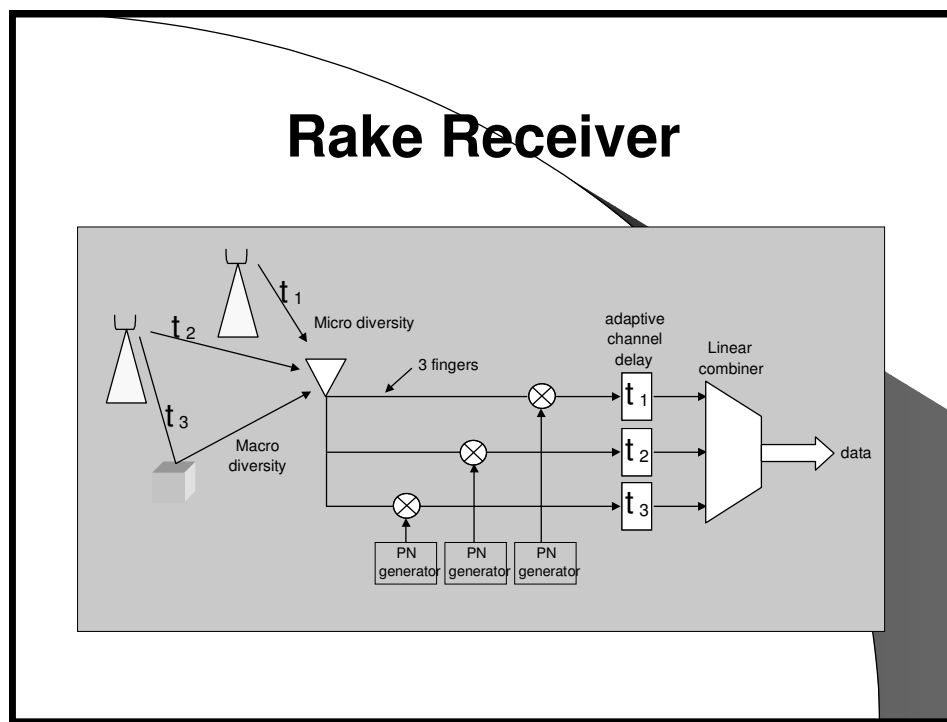 Rake Receiver
t 1
Micro diversity
t 2
t 3
Macro
diversity
3 fingers
adaptive
channel
delay
Linear
combiner
t 1
t 2
t 3
data
PN
generator
PN
generator
PN
generator